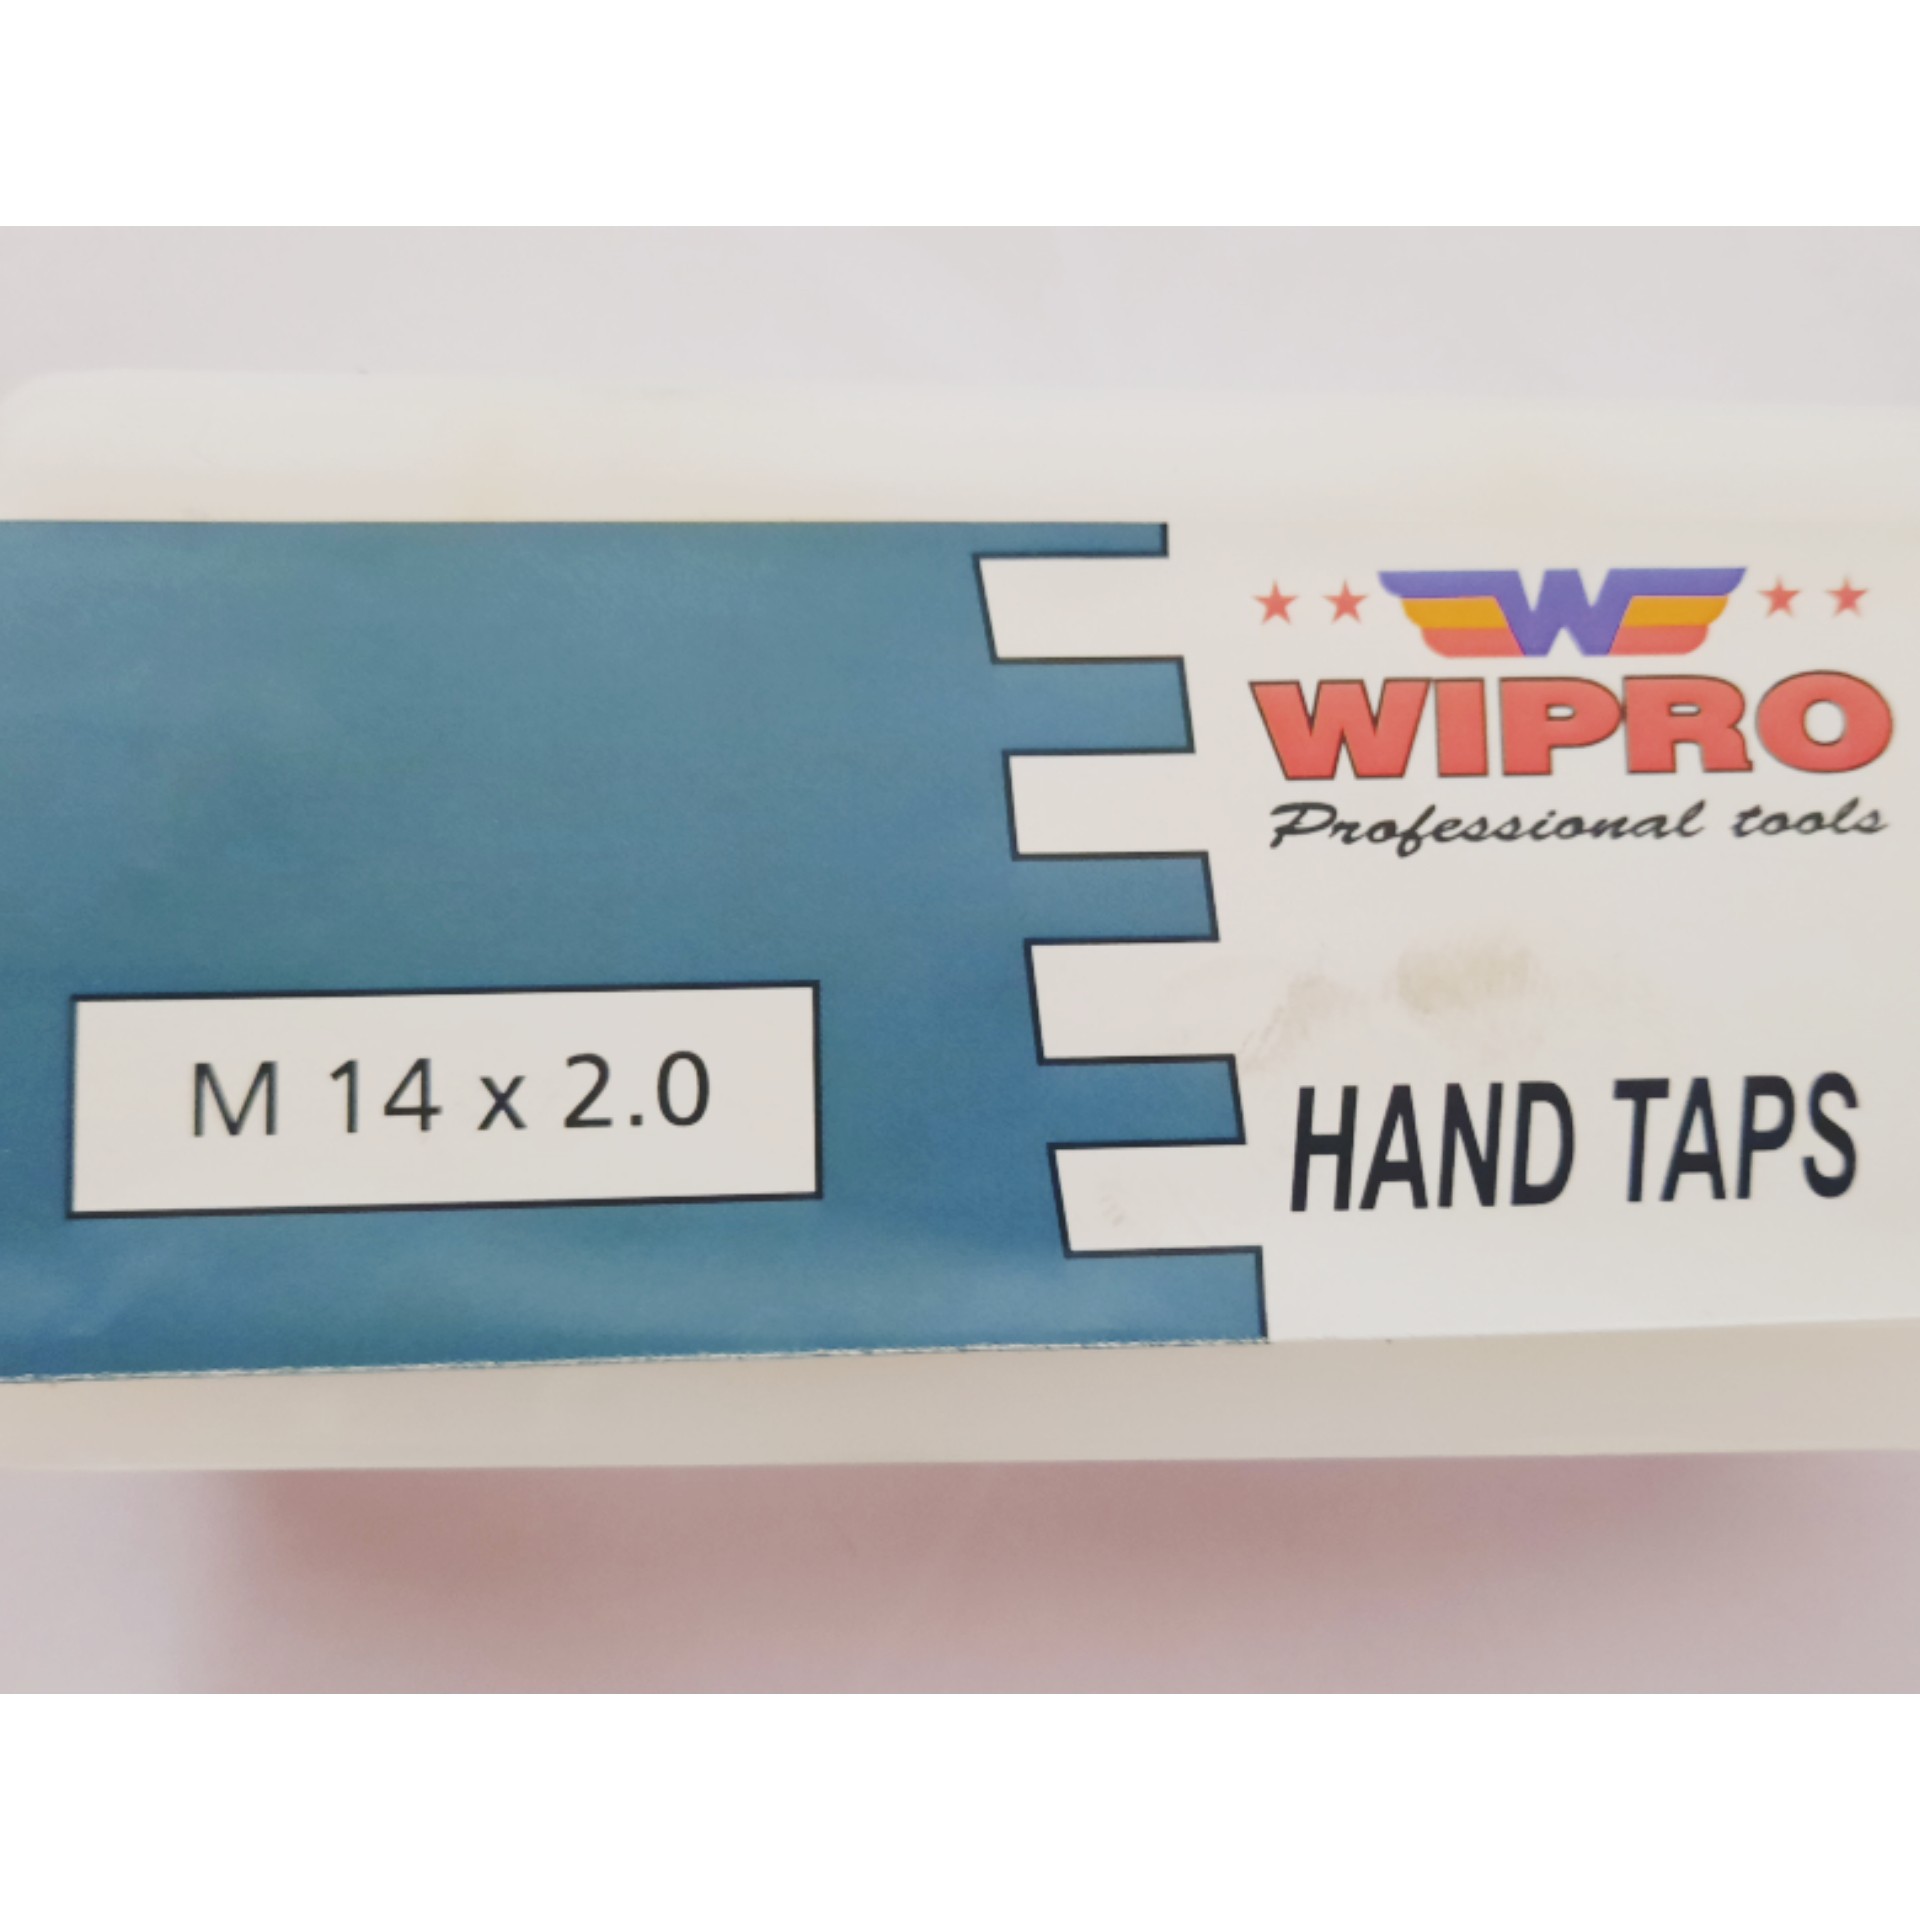 W
WIPRO
Professional tools
M 14 x 2.0
HAND TAPS